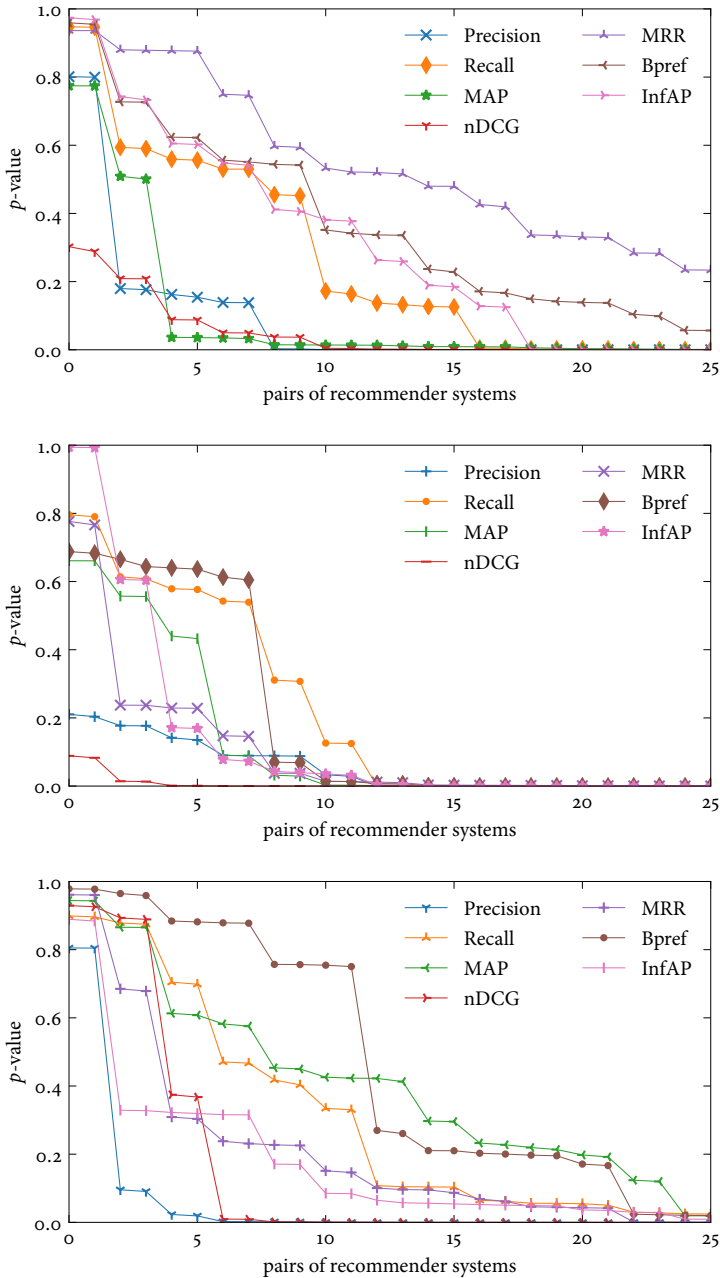 1.0
0.8
0.6
0.4
0.2
0.0
p-value
Precision
Recall
MAP
nDCG
MRR
Bpref
InfAP
0 5 10 15 20 25
pairs of recommender systems
1.0
0.8
0.6
0.4
0.2
0.0
p-value
Precision
Recall
MAP
nDCG
MRR
Bpref
InfAP
0 5 10 15 20 25
pairs of recommender systems
1.0
0.8
0.6
0.4
0.2
0.0
p-value
Precision
Recall
MAP
nDCG
MRR
Bpref
InfAP
0 5 10 15 20 25
pairs of recommender systems